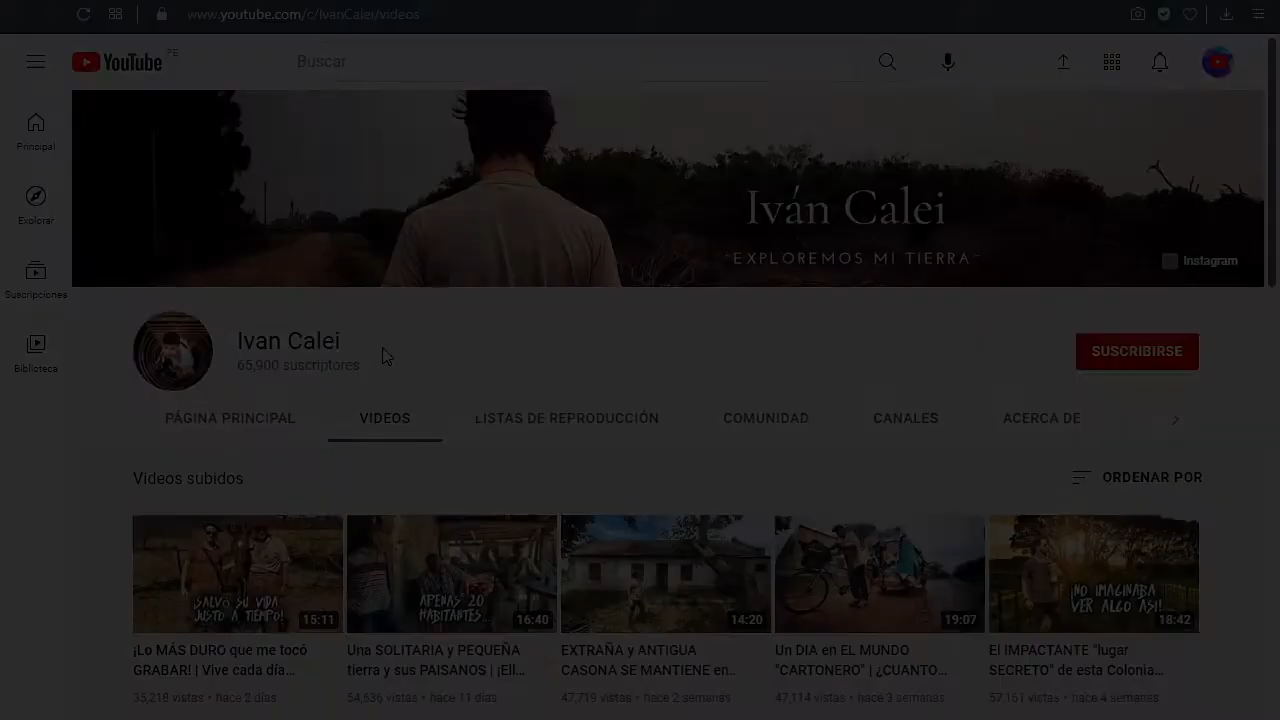 www.youtube.com/c/IvanCalei/videos
YouTube PE
Buscar
Principal
Explorar
Suscripciones
Biblioteca
Iván Calei
~EXPLOREMOS MI TIERRA~
Instagram
Ivan Calei
65,900 suscriptores
SUSCRIBIRSE
PÁGINA PRINCIPAL
VIDEOS
LISTAS DE REPRODUCCIÓN
COMUNIDAD
CANALES
ACERCA DE
Videos subidos
ORDENAR POR
¡SALVÓ SU VIDA
JUSTO A TIEMPO!
15:11
APENAS 20
HABITANTES...
16:40
14:20
19:07
¡NO IMAGINABA
VER ALGO ASI!
18:42
¡Lo MÁS DURO que me tocó
GRABAR! | Vive cada día...
35,218 vistas • hace 2 días
Una SOLITARIA y PEQUEÑA
tierra y sus PAISANOS | ¡Ell...
54,636 vistas • hace 11 días
EXTRAÑA y ANTIGUA
CASONA SE MANTIENE en...
47,719 vistas • hace 2 semanas
Un DIA en EL MUNDO
"CARTONERO" | ¿CUANTO...
47,114 vistas • hace 3 semanas
El IMPACTANTE "lugar
SECRETO" de esta Colonia...
57,161 vistas • hace 4 semanas